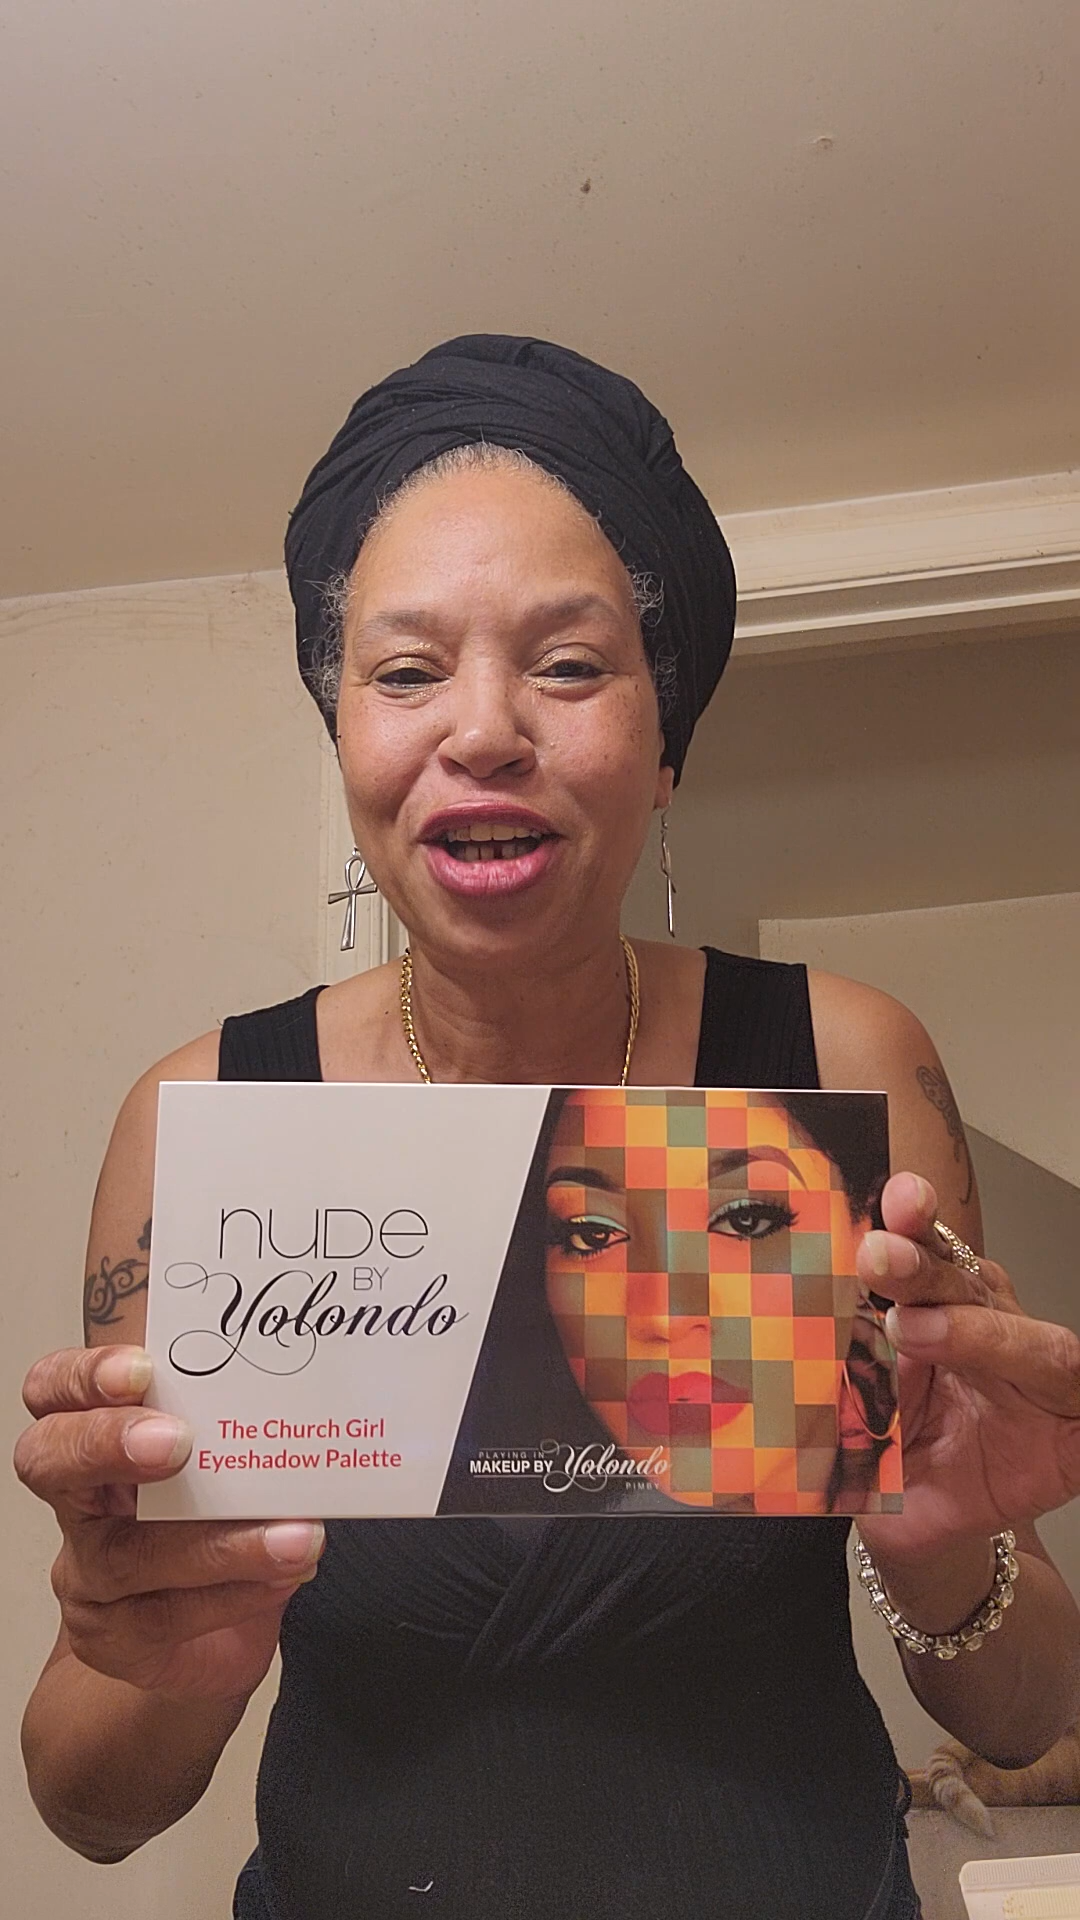 nude
BY
Yolondo
The Church Girl
Eyeshadow Palette
PLAYING IN
MAKEUP BY Yolondo
PIMBY